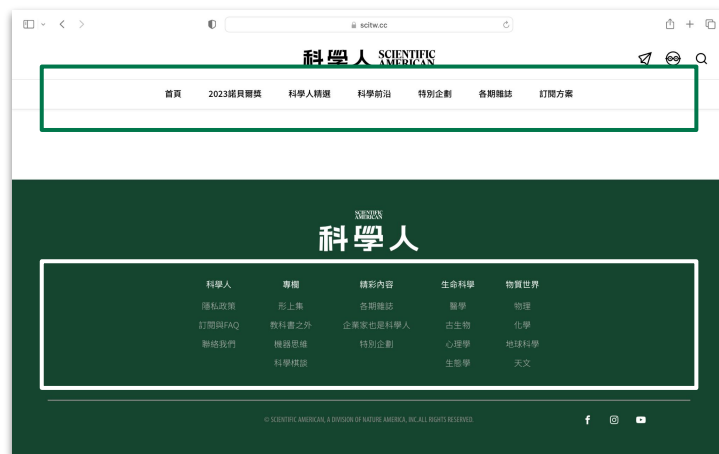 scitw.cc
科學人 SCIENTIFIC AMERICAN
首頁 2023諾貝爾獎 科學人精選 科學前沿 特別企劃 各期雜誌 訂閱方案
SCIENTIFIC AMERICAN
科學人
科學人 專欄 精彩內容 生命科學 物質世界
隱私政策 形上集 各期雜誌 醫學 物理
訂閱與FAQ 教科書之外 企業家也是科學人 古生物 化學
聯絡我們 機器思維 特別企劃 心理學 地球科學
科學棋談 生態學 天文
© SCIENTIFIC AMERICAN, A DIVISION OF NATURE AMERICA, INC.ALL RIGHTS RESERVED.